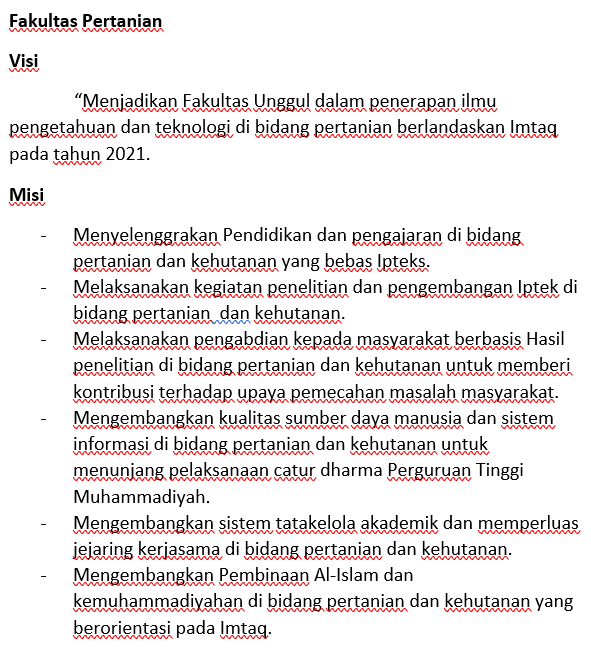 Fakultas Pertanian
Visi
“Menjadikan Fakultas Unggul dalam penerapan ilmu
pengetahuan dan teknologi di bidang pertanian berlandaskan Imtaq
pada tahun 2021.
Misi
- Menyelenggrakan Pendidikan dan pengajaran di bidang
pertanian dan kehutanan yang bebas Ipteks.
- Melaksanakan kegiatan penelitian dan pengembangan Iptek di
bidang pertanian  dan kehutanan.
- Melaksanakan pengabdian kepada masyarakat berbasis Hasil
penelitian di bidang pertanian dan kehutanan untuk memberi
kontribusi terhadap upaya pemecahan masalah masyarakat.
- Mengembangkan kualitas sumber daya manusia dan sistem
informasi di bidang pertanian dan kehutanan untuk
menunjang pelaksanaan catur dharma Perguruan Tinggi
Muhammadiyah.
- Mengembangkan sistem tatakelola akademik dan memperluas
jejaring kerjasama di bidang pertanian dan kehutanan.
- Mengembangkan Pembinaan Al-Islam dan
kemuhammadiyahan di bidang pertanian dan kehutanan yang
berorientasi pada Imtaq.